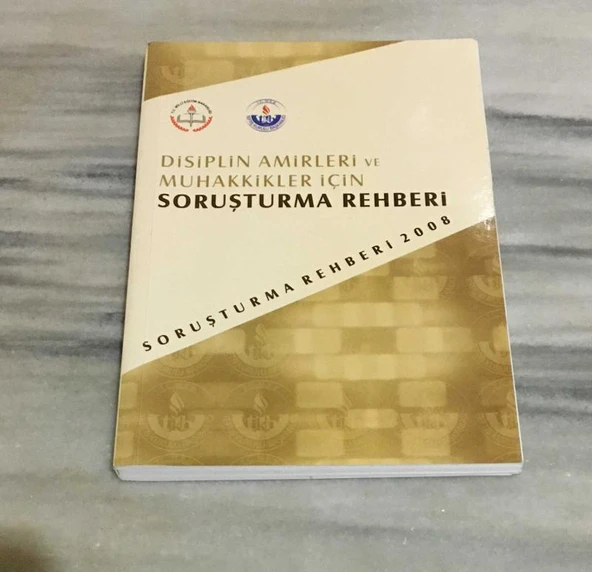 DİSİPLİN AMİRLERİ VE
MUHAKKİKLER İÇİN
SORUŞTURMA REHBERİ
SORUŞTURMA REHBERİ 2008